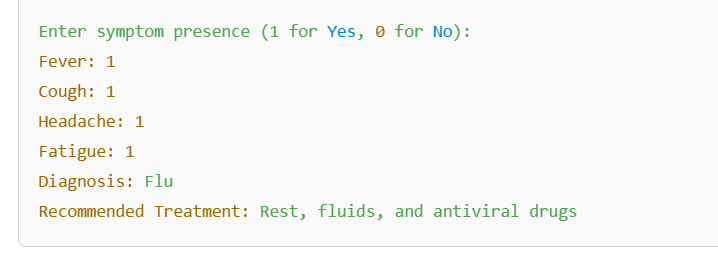 Enter symptom presence (1 for Yes, 0 for No):
Fever: 1
Cough: 1
Headache: 1
Fatigue: 1
Diagnosis: Flu
Recommended Treatment: Rest, fluids, and antiviral drugs